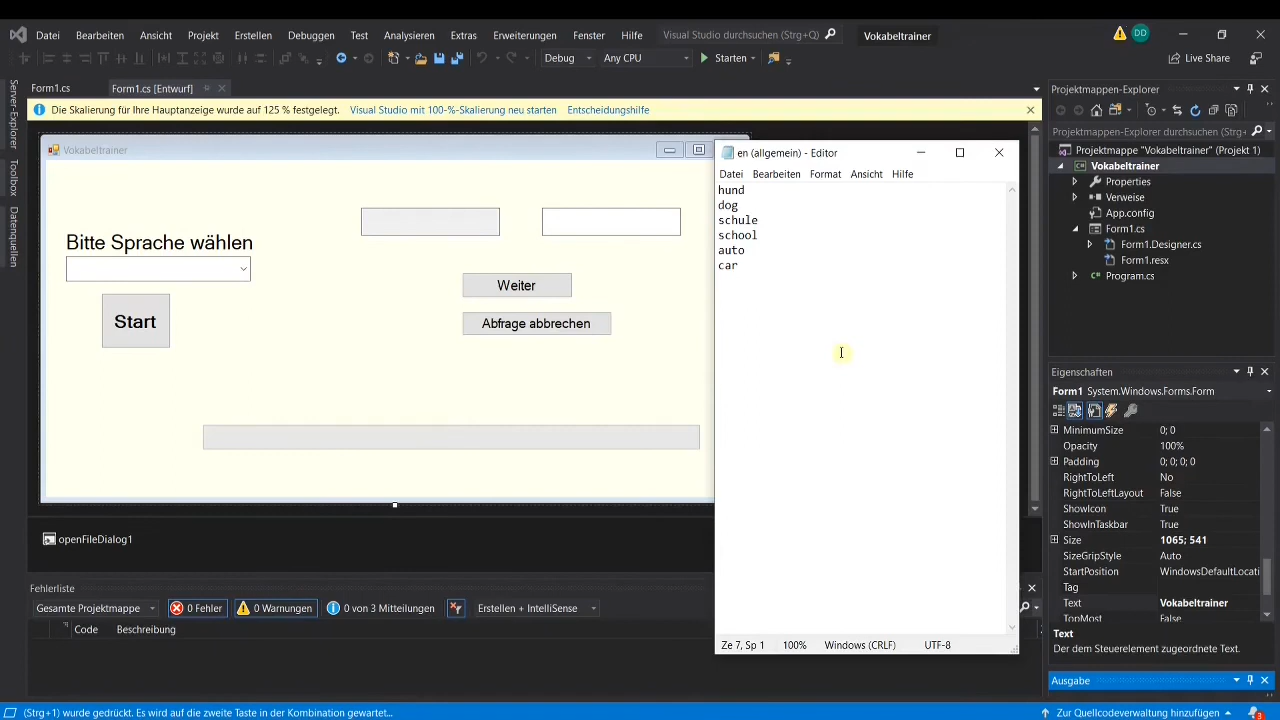 Datei Bearbeiten Ansicht Projekt Erstellen Debuggen Test Analysieren Extras Erweiterungen Fenster Hilfe Visual Studio durchsuchen (Strg+Q) Vokabeltrainer DD
Debug Any CPU Starten Live Share
Form1.cs Form1.cs [Entwurf]
Die Skalierung für Ihre Hauptanzeige wurde auf 125 % festgelegt. Visual Studio mit 100-%-Skalierung neu starten Entscheidungshilfe
Server-Explorer
Toolbox
Datenquellen
Vokabeltrainer
Bitte Sprache wählen
Start
Weiter
Abfrage abbrechen
openFileDialog1
en (allgemein) - Editor
Datei Bearbeiten Format Ansicht Hilfe
hund
dog
schule
school
auto
car
Ze 7, Sp 1 100% Windows (CRLF) UTF-8
Projektmappen-Explorer
Projektmappen-Explorer durchsuchen (Strg+
Projektmappe "Vokabeltrainer" (Projekt 1)
Vokabeltrainer
Properties
Verweise
App.config
Form1.cs
Form1.Designer.cs
Form1.resx
Program.cs
Eigenschaften
Form1 System.Windows.Forms.Form
MinimumSize 0; 0
Opacity 100%
Padding 0; 0; 0; 0
RightToLeft No
RightToLeftLayout False
ShowIcon True
ShowInTaskbar True
Size 1065; 541
SizeGripStyle Auto
StartPosition WindowsDefaultLocati
Tag
Text Vokabeltrainer
TopMost False
Text
Der dem Steuerelement zugeordnete Text.
Ausgabe
Fehlerliste
Gesamte Projektmappe 0 Fehler 0 Warnungen 0 von 3 Mitteilungen Erstellen + IntelliSense
Code Beschreibung
(Strg+1) wurde gedrückt. Es wird auf die zweite Taste in der Kombination gewartet... Zur Quellcodeverwaltung hinzufügen